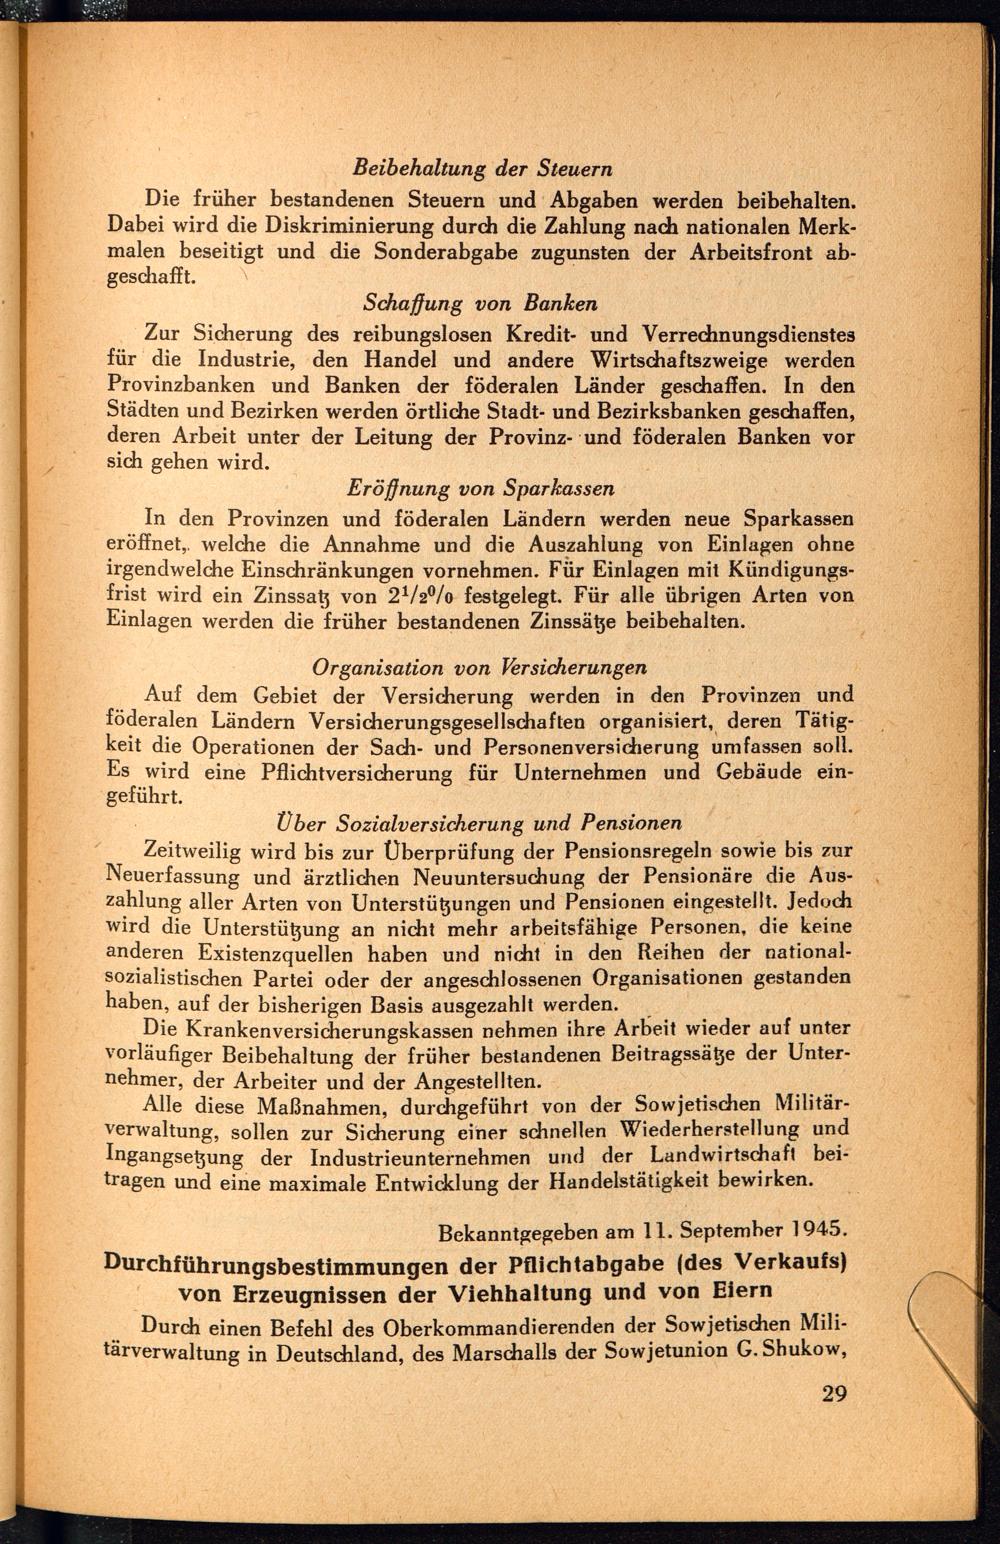 Beibehaltung der Steuern
Die früher bestandenen Steuern und Abgaben werden beibehalten.
Dabei wird die Diskriminierung durch die Zahlung nach nationalen Merk-
malen beseitigt und die Sonderabgabe zugunsten der Arbeitsfront ab-
geschafft.
Schaffung von Banken
Zur Sicherung des reibungslosen Kredit- und Verrechnungsdienstes
für die Industrie, den Handel und andere Wirtschaftszweige werden
Provinzbanken und Banken der föderalen Länder geschaffen. In den
Städten und Bezirken werden örtliche Stadt- und Bezirksbanken geschaffen,
deren Arbeit unter der Leitung der Provinz- und föderalen Banken vor
sich gehen wird.
Eröffnung von Sparkassen
In den Provinzen und föderalen Ländern werden neue Sparkassen
eröffnet, welche die Annahme und die Auszahlung von Einlagen ohne
irgendwelche Einschränkungen vornehmen. Für Einlagen mit Kündigungs-
frist wird ein Zinssatz von 2¹/₂⁰/₀ festgelegt. Für alle übrigen Arten von
Einlagen werden die früher bestandenen Zinssätze beibehalten.
Organisation von Versicherungen
Auf dem Gebiet der Versicherung werden in den Provinzen und
föderalen Ländern Versicherungsgesellschaften organisiert, deren Tätig-
keit die Operationen der Sach- und Personenversicherung umfassen soll.
Es wird eine Pflichtversicherung für Unternehmen und Gebäude ein-
geführt.
Über Sozialversicherung und Pensionen
Zeitweilig wird bis zur Überprüfung der Pensionsregeln sowie bis zur
Neuerfassung und ärztlichen Neuuntersuchung der Pensionäre die Aus-
zahlung aller Arten von Unterstützungen und Pensionen eingestellt. Jedoch
wird die Unterstützung an nicht mehr arbeitsfähige Personen, die keine
anderen Existenzquellen haben und nicht in den Reihen der national-
sozialistischen Partei oder der angeschlossenen Organisationen gestanden
haben, auf der bisherigen Basis ausgezahlt werden.
Die Krankenversicherungskassen nehmen ihre Arbeit wieder auf unter
vorläufiger Beibehaltung der früher bestandenen Beitragssätze der Unter-
nehmer, der Arbeiter und der Angestellten.
Alle diese Maßnahmen, durchgeführt von der Sowjetischen Militär-
verwaltung, sollen zur Sicherung einer schnellen Wiederherstellung und
Ingangsetzung der Industrieunternehmen und der Landwirtschaft bei-
tragen und eine maximale Entwicklung der Handelstätigkeit bewirken.
Bekanntgegeben am 11. September 1945.
Durchführungsbestimmungen der Pflichtabgabe (des Verkaufs)
von Erzeugnissen der Viehhaltung und von Eiern
Durch einen Befehl des Oberkommandierenden der Sowjetischen Mili-
tärverwaltung in Deutschland, des Marschalls der Sowjetunion G. Shukow,
29